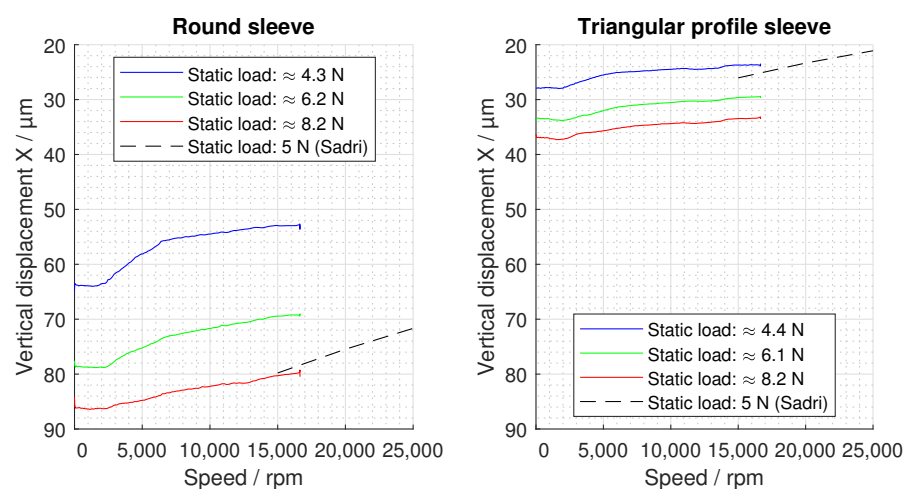 Round sleeve
20
30
40
50
60
70
80
90
Vertical displacement X / μm
Static load: ≈ 4.3 N
Static load: ≈ 6.2 N
Static load: ≈ 8.2 N
Static load: 5 N (Sadri)
0 5,000 10,000 15,000 20,000 25,000
Speed / rpm
Triangular profile sleeve
20
30
40
50
60
70
80
90
Vertical displacement X / μm
Static load: ≈ 4.4 N
Static load: ≈ 6.1 N
Static load: ≈ 8.2 N
Static load: 5 N (Sadri)
0 5,000 10,000 15,000 20,000 25,000
Speed / rpm